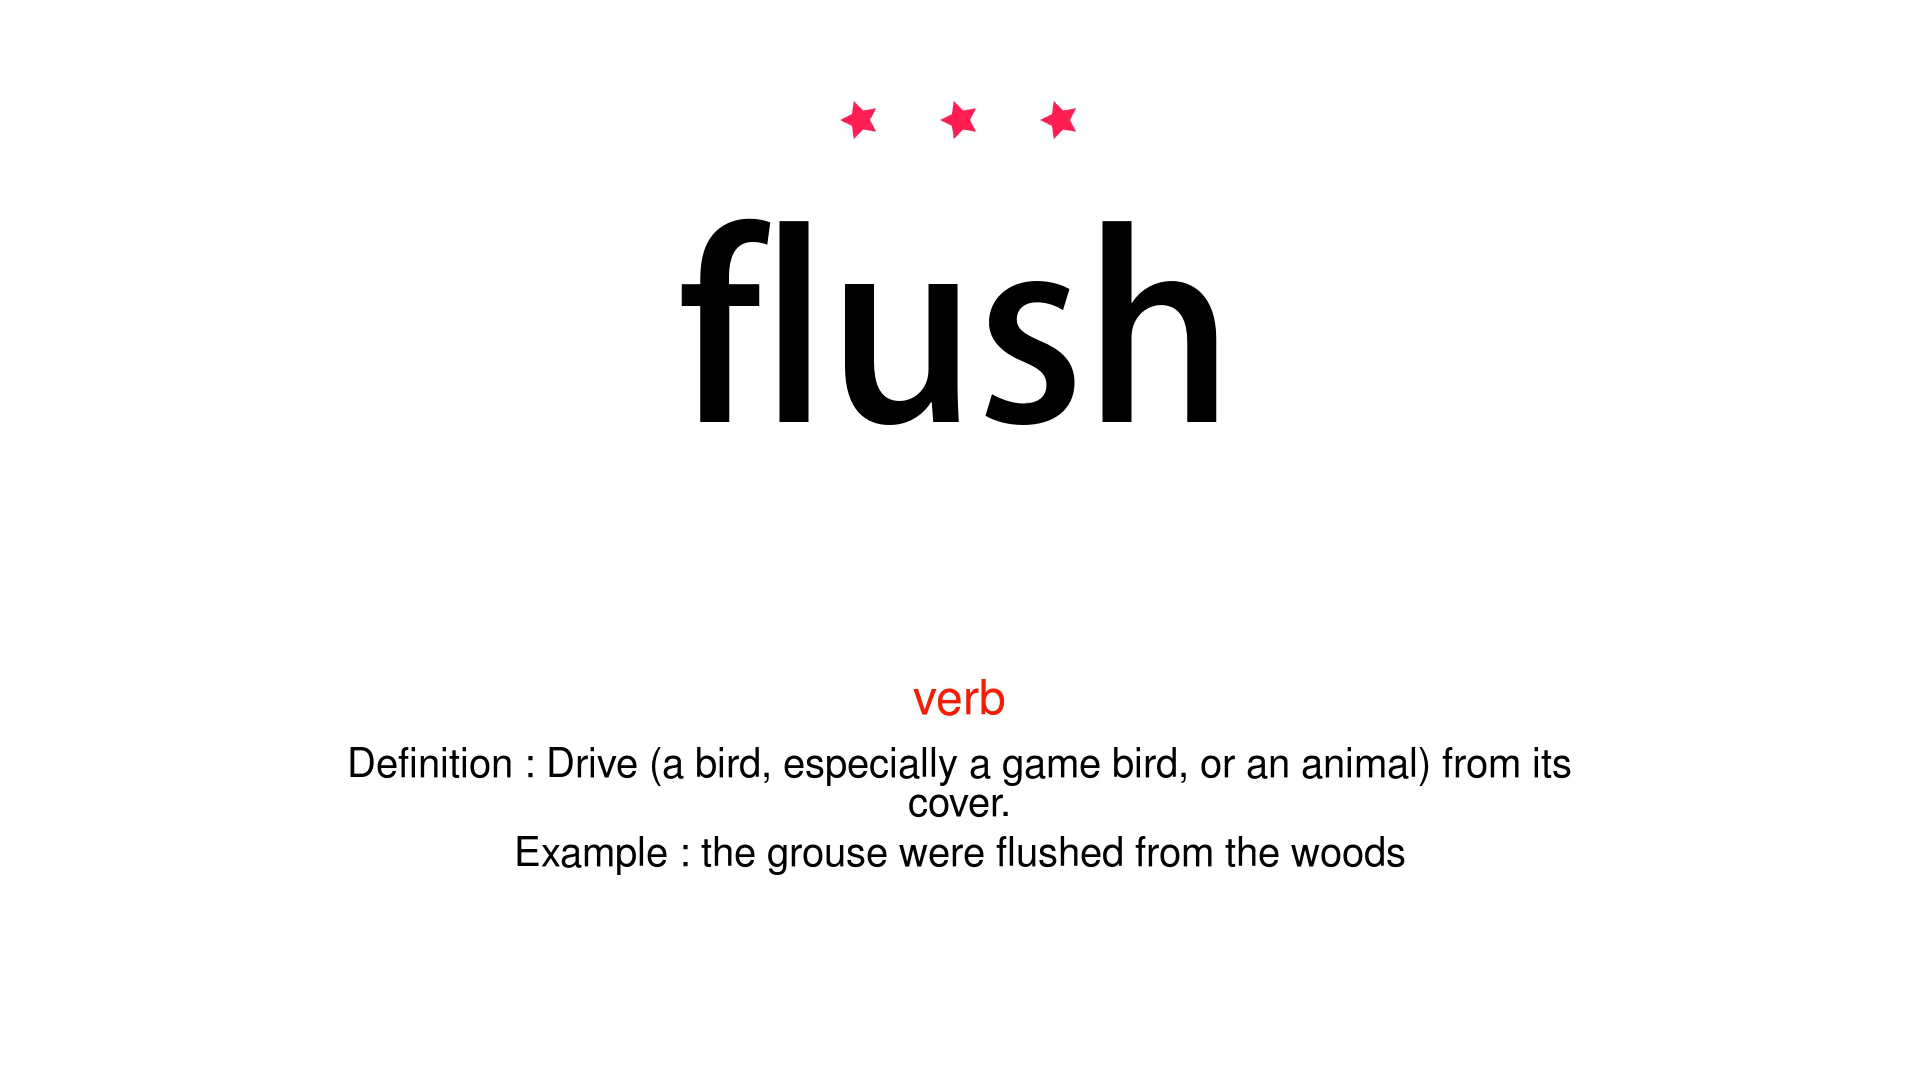 flush
verb
Definition : Drive (a bird, especially a game bird, or an animal) from its
cover.
Example : the grouse were flushed from the woods